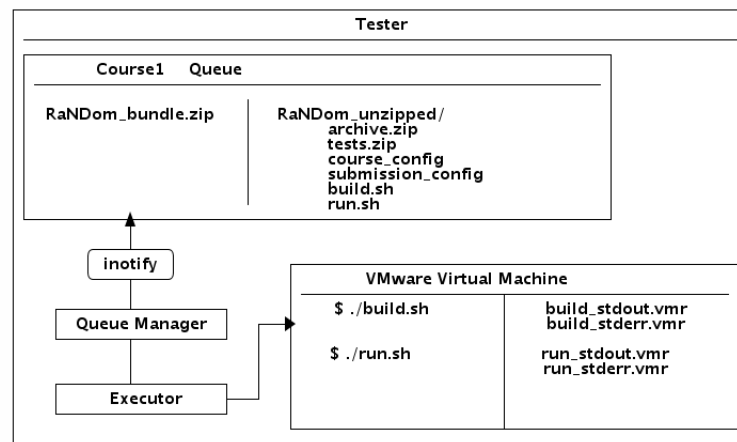 Tester
Course1 Queue
RaNDom_bundle.zip
RaNDom_unzipped/
archive.zip
tests.zip
course_config
submission_config
build.sh
run.sh
inotify
Queue Manager
Executor
VMware Virtual Machine
$ ./build.sh
build_stdout.vmr
build_stderr.vmr
$ ./run.sh
run_stdout.vmr
run_stderr.vmr